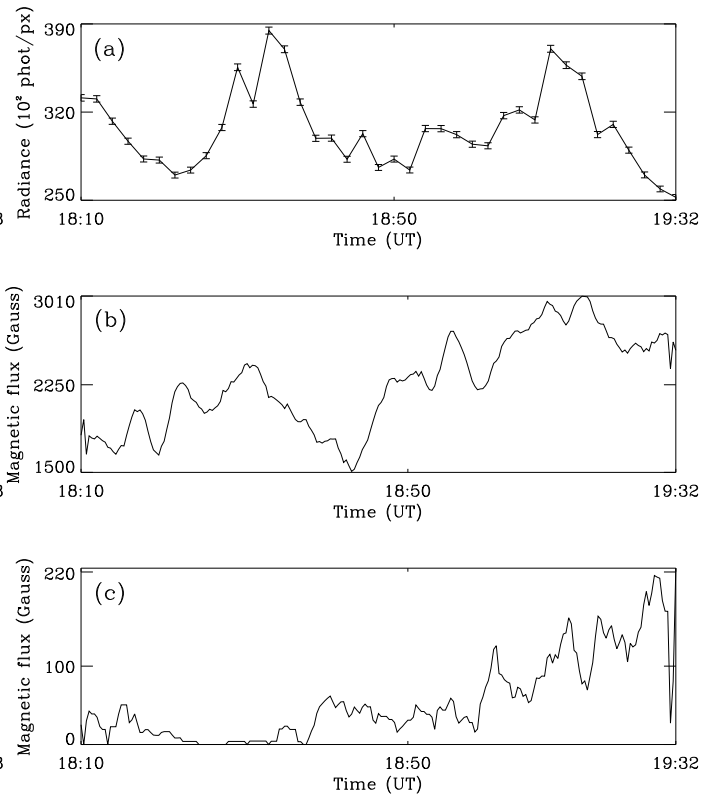 390
(a)
320
250
Radiance (10² phot/px)
18:10
18:50
19:32
Time (UT)
3010
(b)
2250
1500
Magnetic flux (Gauss)
18:10
18:50
19:32
Time (UT)
220
(c)
100
0
Magnetic flux (Gauss)
18:10
18:50
19:32
Time (UT)